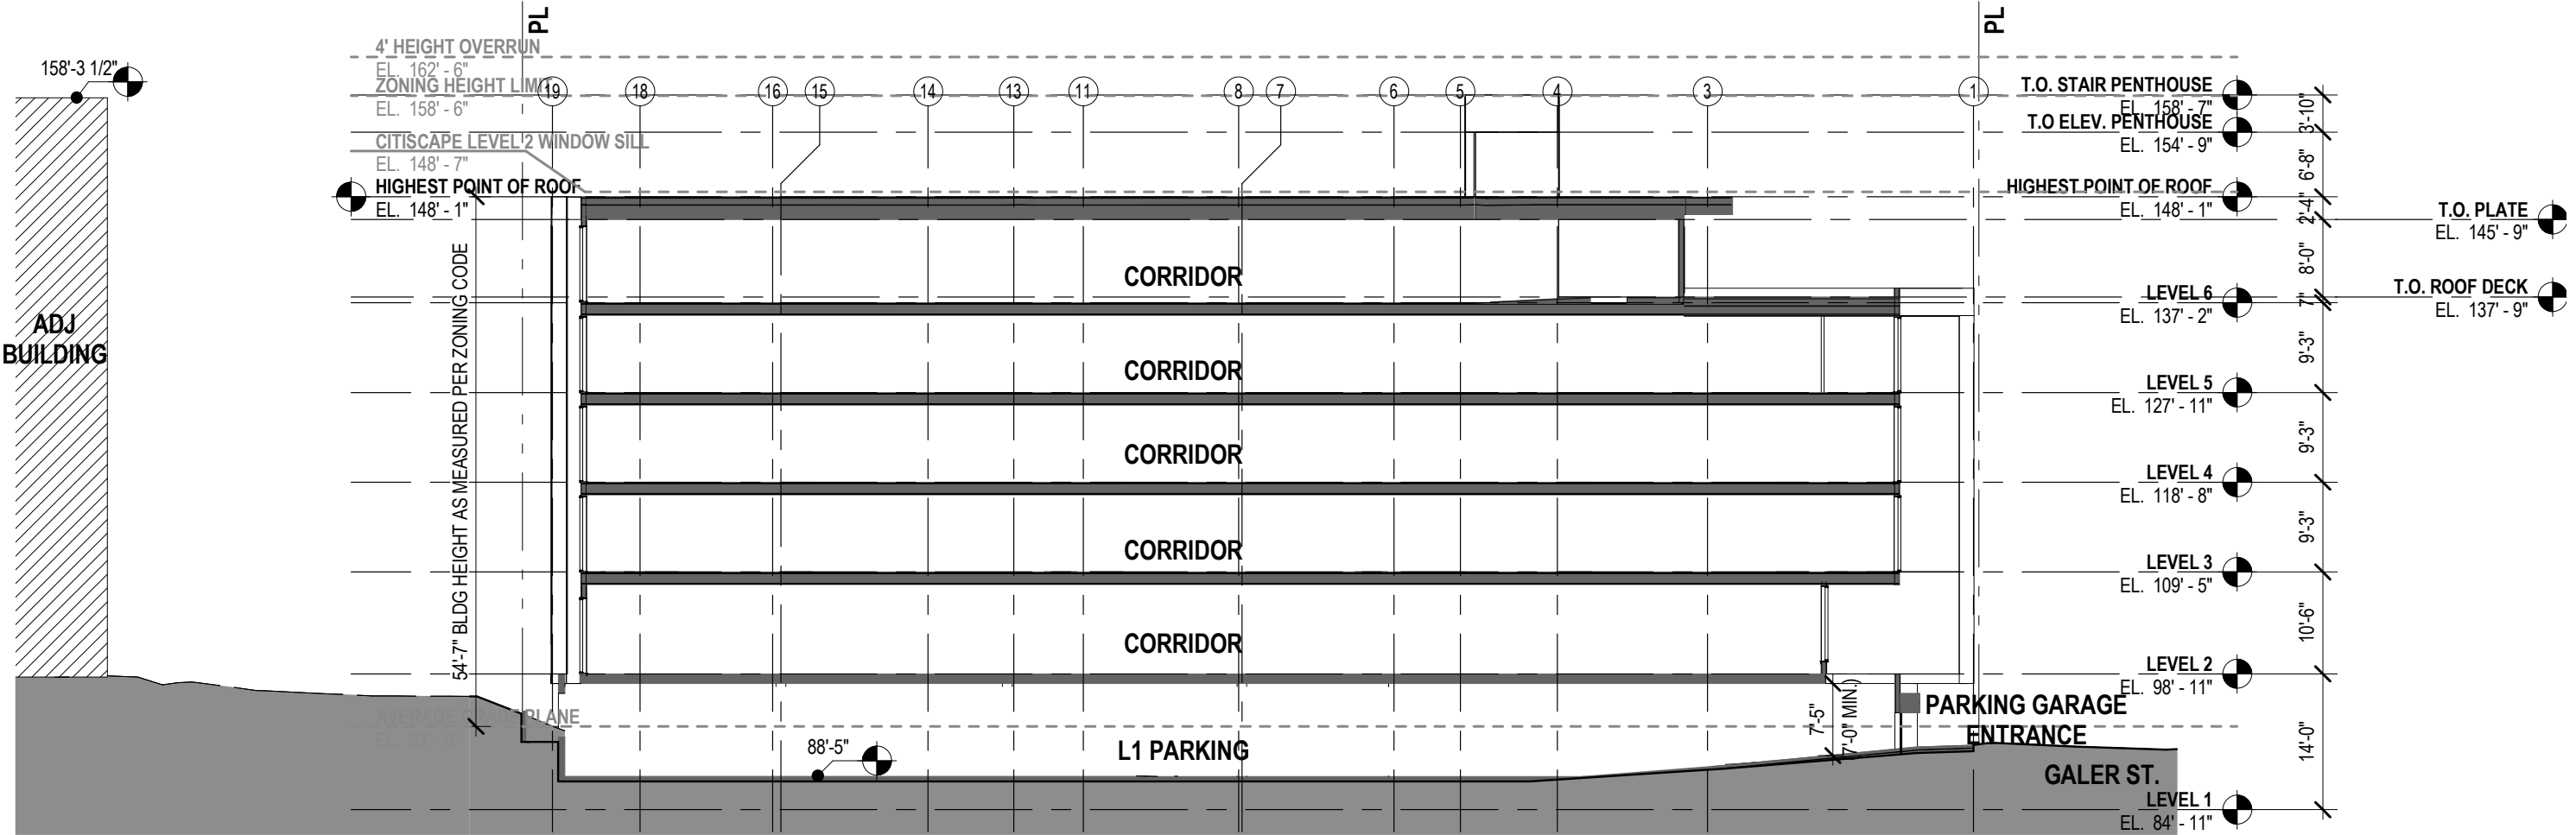 PL
PL
4' HEIGHT OVERRUN
EL. 162' - 6"
ZONING HEIGHT LIMIT
EL. 158' - 6"
CITISCAPE LEVEL 2 WINDOW SILL
EL. 148' - 7"
HIGHEST POINT OF ROOF
EL. 148' - 1"
158'-3 1/2"
ADJ
BUILDING
54'-7" BLDG HEIGHT AS MEASURED PER ZONING CODE
AVERAGE GRADE PLANE
EL. 93' - 6"
19
18
16
15
14
13
11
8
7
6
5
4
3
1
CORRIDOR
CORRIDOR
CORRIDOR
CORRIDOR
CORRIDOR
L1 PARKING
88'-5"
7'-5"
(7'-0" MIN.)
PARKING GARAGE
ENTRANCE
GALER ST.
T.O. STAIR PENTHOUSE
EL. 158' - 7"
T.O ELEV. PENTHOUSE
EL. 154' - 9"
HIGHEST POINT OF ROOF
EL. 148' - 1"
LEVEL 6
EL. 137' - 2"
LEVEL 5
EL. 127' - 11"
LEVEL 4
EL. 118' - 8"
LEVEL 3
EL. 109' - 5"
LEVEL 2
EL. 98' - 11"
LEVEL 1
EL. 84' - 11"
3'-10"
6'-8"
2'-4"
8'-0"
7"
9'-3"
9'-3"
9'-3"
10'-6"
14'-0"
T.O. PLATE
EL. 145' - 9"
T.O. ROOF DECK
EL. 137' - 9"